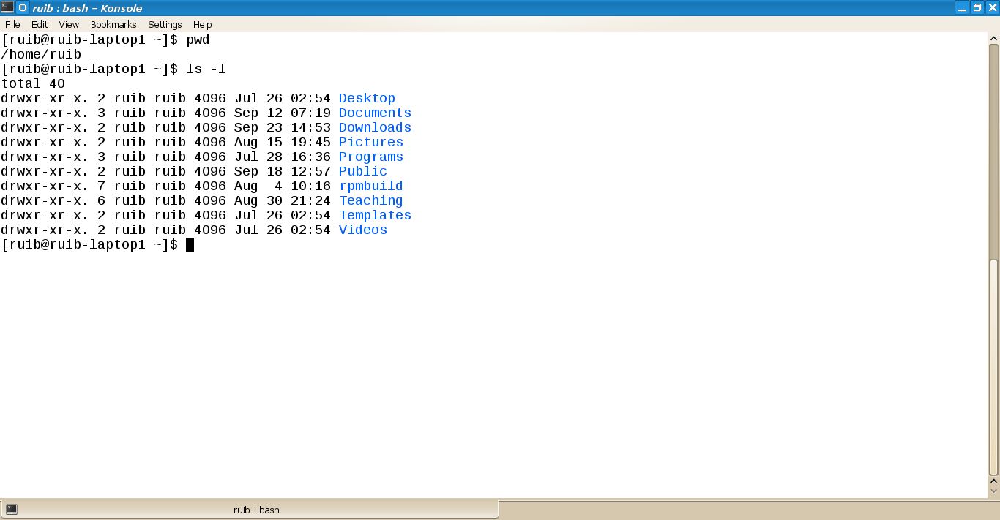 ruib : bash – Konsole
File Edit View Bookmarks Settings Help
[ruib@ruib-laptop1 ~]$ pwd
/home/ruib
[ruib@ruib-laptop1 ~]$ ls -l
total 40
drwxr-xr-x. 2 ruib ruib 4096 Jul 26 02:54 Desktop
drwxr-xr-x. 3 ruib ruib 4096 Sep 12 07:19 Documents
drwxr-xr-x. 2 ruib ruib 4096 Sep 23 14:53 Downloads
drwxr-xr-x. 2 ruib ruib 4096 Aug 15 19:45 Pictures
drwxr-xr-x. 3 ruib ruib 4096 Jul 28 16:36 Programs
drwxr-xr-x. 2 ruib ruib 4096 Sep 18 12:57 Public
drwxr-xr-x. 7 ruib ruib 4096 Aug  4 10:16 rpmbuild
drwxr-xr-x. 6 ruib ruib 4096 Aug 30 21:24 Teaching
drwxr-xr-x. 2 ruib ruib 4096 Jul 26 02:54 Templates
drwxr-xr-x. 2 ruib ruib 4096 Jul 26 02:54 Videos
[ruib@ruib-laptop1 ~]$
ruib : bash